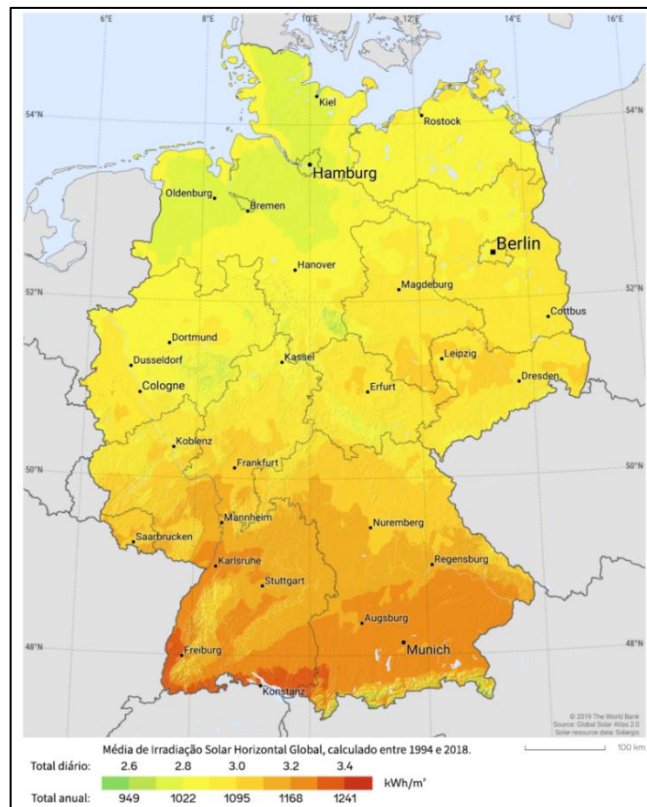 6°E 8°E 10°E 12°E 14°E
54°N 54°N
Kiel
Rostock
Hamburg
Oldenburg
Bremen
Berlin
Hanover
Magdeburg
52°N 52°N
Cottbus
Dortmund
Dusseldorf
Kassel
Leipzig
Cologne
Erfurt
Dresden
Koblenz
Frankfurt
50°N 50°N
Mannheim
Nuremberg
Saarbrucken
Karlsruhe
Regensburg
Stuttgart
Augsburg
48°N 48°N
Freiburg
Munich
Konstanz
© 2019 The World Bank
Source: Global Solar Atlas 2.0
Solar resource data: Solargis
100 km
Média de Irradiação Solar Horizontal Global, calculado entre 1994 e 2018.
Total diário: 2.6 2.8 3.0 3.2 3.4
kWh/m²
Total anual: 949 1022 1095 1168 1241